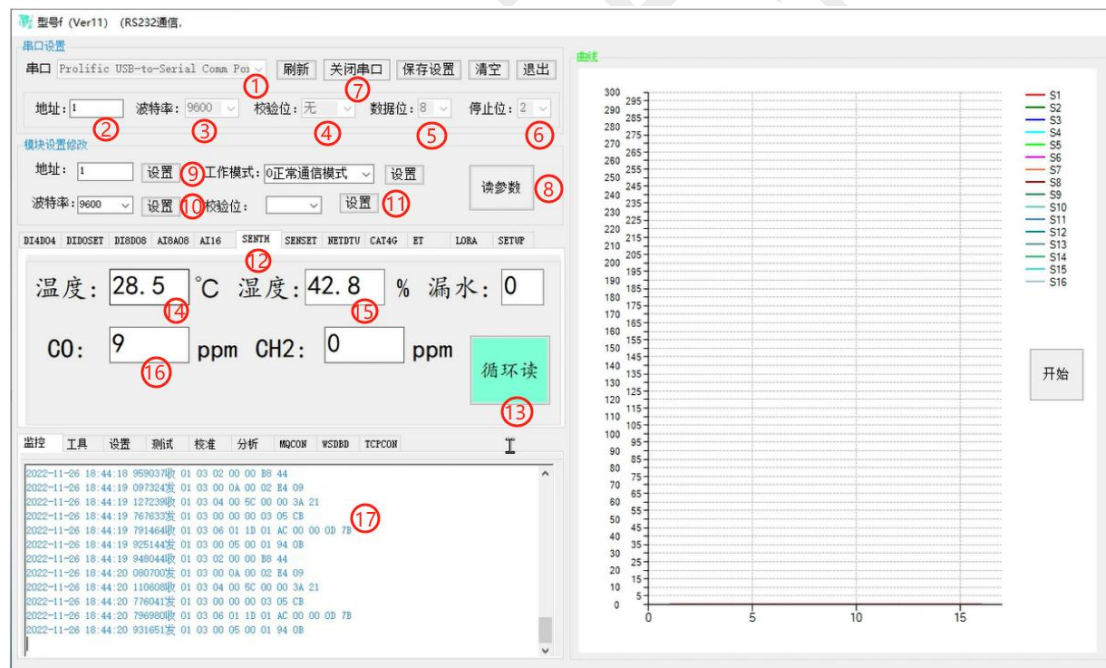 型号f (Ver11) (RS232通信.
串口设置
串口 Prolific USB-to-Serial Comm Por 刷新 关闭串口 保存设置 清空 退出
① ⑦
地址: 1 波特率: 9600 校验位: 无 数据位: 8 停止位: 2
② ③ ④ ⑤ ⑥
模块设置修改
地址: 1 设置 ⑨ 工作模式: 0正常通信模式 设置
读参数 ⑧
波特率: 9600 设置 ⑩ 校验位: 设置 ⑪
DI4DO4 DIDOSET DI8DO8 AI8AO8 AI16 SENTH SENSET NETDTU CAT4G ET LORA SETUP
⑫
温度: 28.5 ℃ 湿度: 42.8 % 漏水: 0
⑭ ⑮
CO: 9 ppm CH2: 0 ppm
⑯
循环读
⑬
监控 工具 设置 测试 校准 分析 MQCON WSDBD TCPCON
2022-11-26 18:44:18 959037收 01 03 02 00 00 B8 44
2022-11-26 18:44:19 097324发 01 03 00 0A 00 02 E4 09
2022-11-26 18:44:19 127239收 01 03 04 00 5C 00 00 3A 21
2022-11-26 18:44:19 767633发 01 03 00 00 00 03 05 CB
2022-11-26 18:44:19 791464收 01 03 06 01 1D 01 AC 00 00 0D 7B
⑰
2022-11-26 18:44:19 925144发 01 03 00 05 00 01 94 0B
2022-11-26 18:44:19 948044收 01 03 02 00 00 B8 44
2022-11-26 18:44:20 080700发 01 03 00 0A 00 02 E4 09
2022-11-26 18:44:20 110608收 01 03 04 00 5C 00 00 3A 21
2022-11-26 18:44:20 776041发 01 03 00 00 00 03 05 CB
2022-11-26 18:44:20 796980收 01 03 06 01 1D 01 AC 00 00 0D 7B
2022-11-26 18:44:20 931651发 01 03 00 05 00 01 94 0B
曲线
300
295
290
285
280
275
270
265
260
255
250
245
240
235
230
225
220
215
210
205
200
195
190
185
180
175
170
165
160
155
150
145
140
135
130
125
120
115
110
105
100
95
90
85
80
75
70
65
60
55
50
45
40
35
30
25
20
15
10
5
0
0 5 10 15
S1
S2
S3
S4
S5
S6
S7
S8
S9
S10
S11
S12
S13
S14
S15
S16
开始